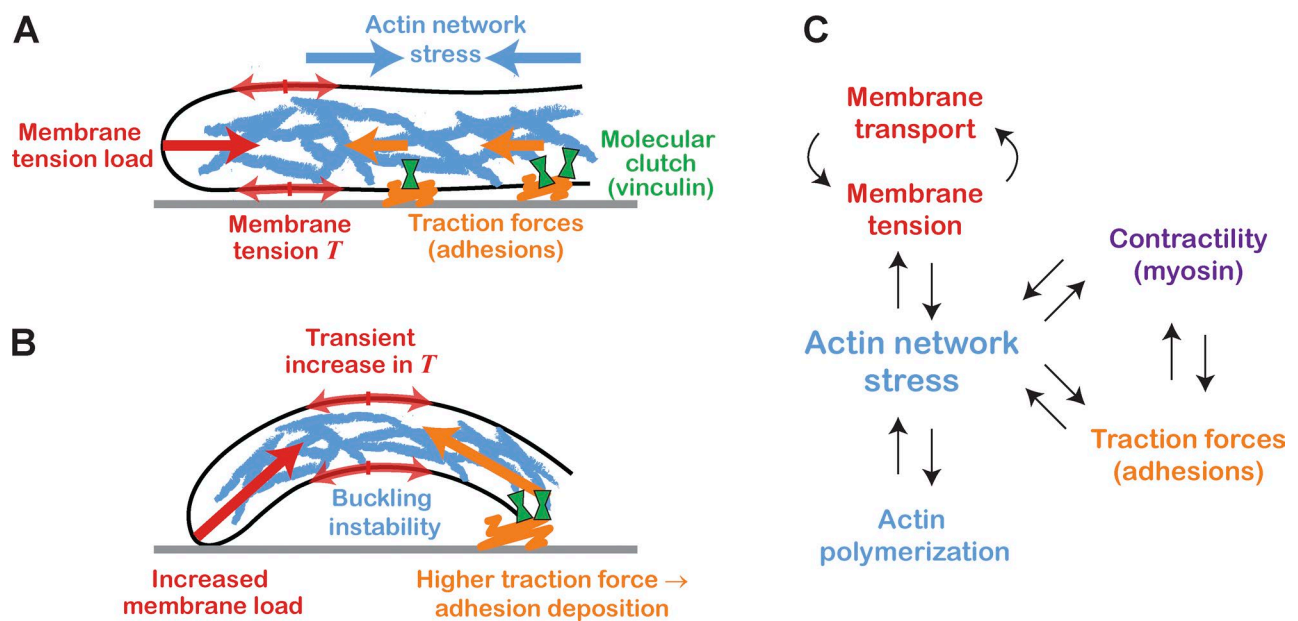 A
Actin network
stress
Membrane
tension load
Molecular
clutch
(vinculin)
Membrane
tension T
Traction forces
(adhesions)
B
Transient
increase in T
Buckling
instability
Increased
membrane load
Higher traction force →
adhesion deposition
C
Membrane
transport
Membrane
tension
Contractility
(myosin)
Actin network
stress
Traction forces
(adhesions)
Actin
polymerization